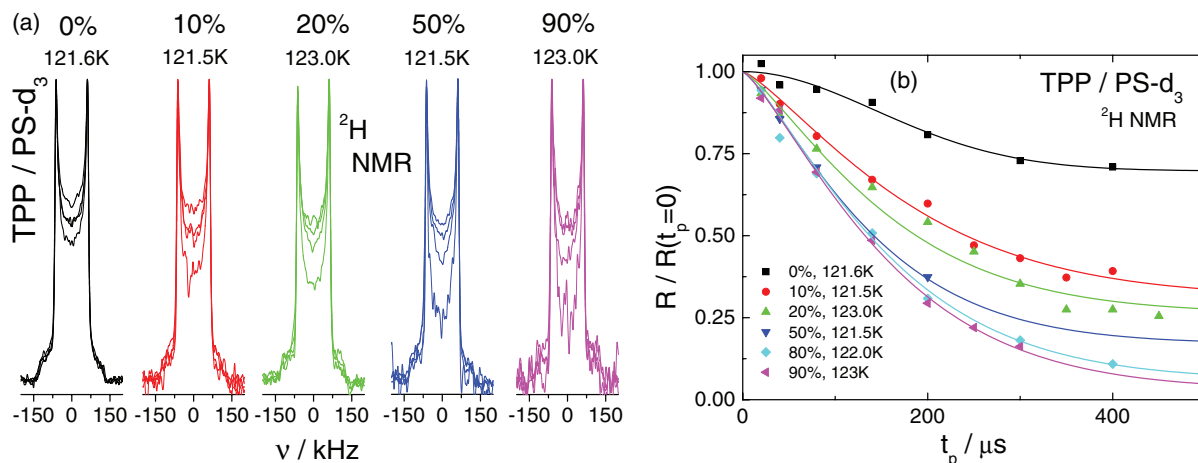 (a)
0% 10% 20% 50% 90%
121.6K 121.5K 123.0K 121.5K 123.0K
TPP / PS-d3
2H
NMR
-150 0 150 -150 0 150 -150 0 150 -150 0 150 -150 0 150
ν / kHz
(b)
TPP / PS-d3
2H NMR
R / R(tp=0)
1.00
0.75
0.50
0.25
0.00
0%, 121.6K
10%, 121.5K
20%, 123.0K
50%, 121.5K
80%, 122.0K
90%, 123K
0 200 400
tp / μs